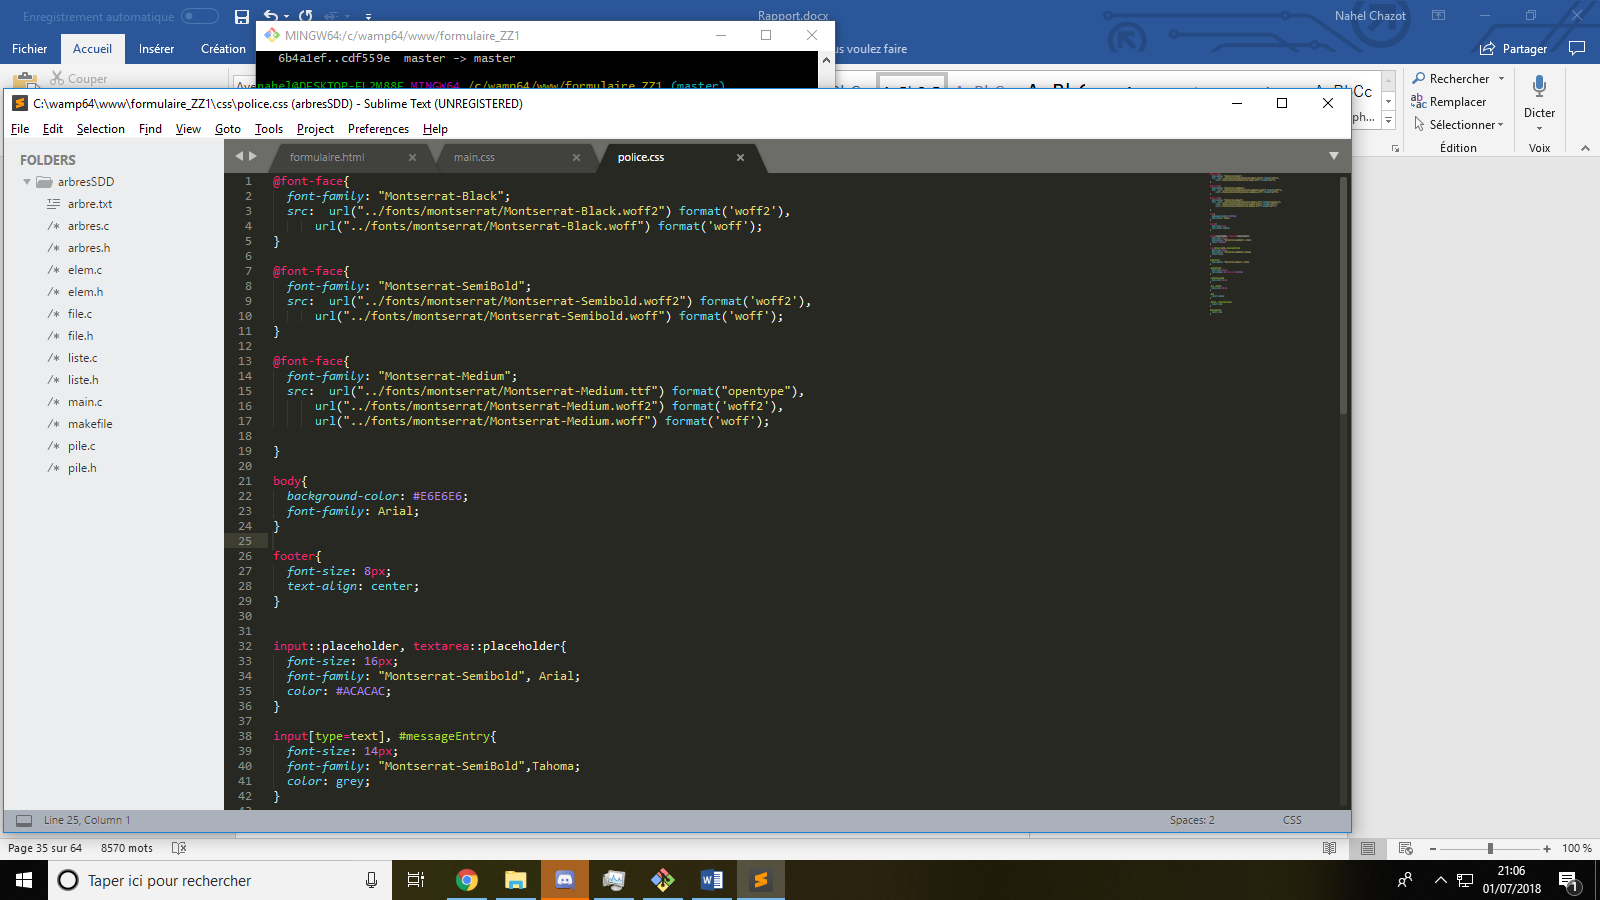 Enregistrement automatique
Rapport.docx
Nahel Chazot
Fichier
Accueil
Insérer
Création
us voulez faire
Partager
MINGW64:/c/wamp64/www/formulaire_ZZ1
6b4a1ef..cdf559e master -> master
Couper
Rechercher
Remplacer
Sélectionner
Édition
Dicter
Voix
C:\wamp64\www\formulaire_ZZ1\css\police.css (arbresSDD) - Sublime Text (UNREGISTERED)
File Edit Selection Find View Goto Tools Project Preferences Help
FOLDERS
arbresSDD
arbre.txt
arbres.c
arbres.h
elem.c
elem.h
file.c
file.h
liste.c
liste.h
main.c
makefile
pile.c
pile.h
formulaire.html
main.css
police.css
1 @font-face{
2 font-family: "Montserrat-Black";
3 src: url("../fonts/montserrat/Montserrat-Black.woff2") format('woff2'),
4 url("../fonts/montserrat/Montserrat-Black.woff") format('woff');
5 }
6
7 @font-face{
8 font-family: "Montserrat-SemiBold";
9 src: url("../fonts/montserrat/Montserrat-Semibold.woff2") format('woff2'),
10 url("../fonts/montserrat/Montserrat-Semibold.woff") format('woff');
11 }
12
13 @font-face{
14 font-family: "Montserrat-Medium";
15 src: url("../fonts/montserrat/Montserrat-Medium.ttf") format("opentype"),
16 url("../fonts/montserrat/Montserrat-Medium.woff2") format('woff2'),
17 url("../fonts/montserrat/Montserrat-Medium.woff") format('woff');
18
19 }
20
21 body{
22 background-color: #E6E6E6;
23 font-family: Arial;
24 }
25
26 footer{
27 font-size: 8px;
28 text-align: center;
29 }
30
31
32 input::placeholder, textarea::placeholder{
33 font-size: 16px;
34 font-family: "Montserrat-Semibold", Arial;
35 color: #ACACAC;
36 }
37
38 input[type=text], #messageEntry{
39 font-size: 14px;
40 font-family: "Montserrat-SemiBold",Tahoma;
41 color: grey;
42 }
Line 25, Column 1
Spaces: 2
CSS
Page 35 sur 64
8570 mots
100 %
Taper ici pour rechercher
21:06
01/07/2018
1